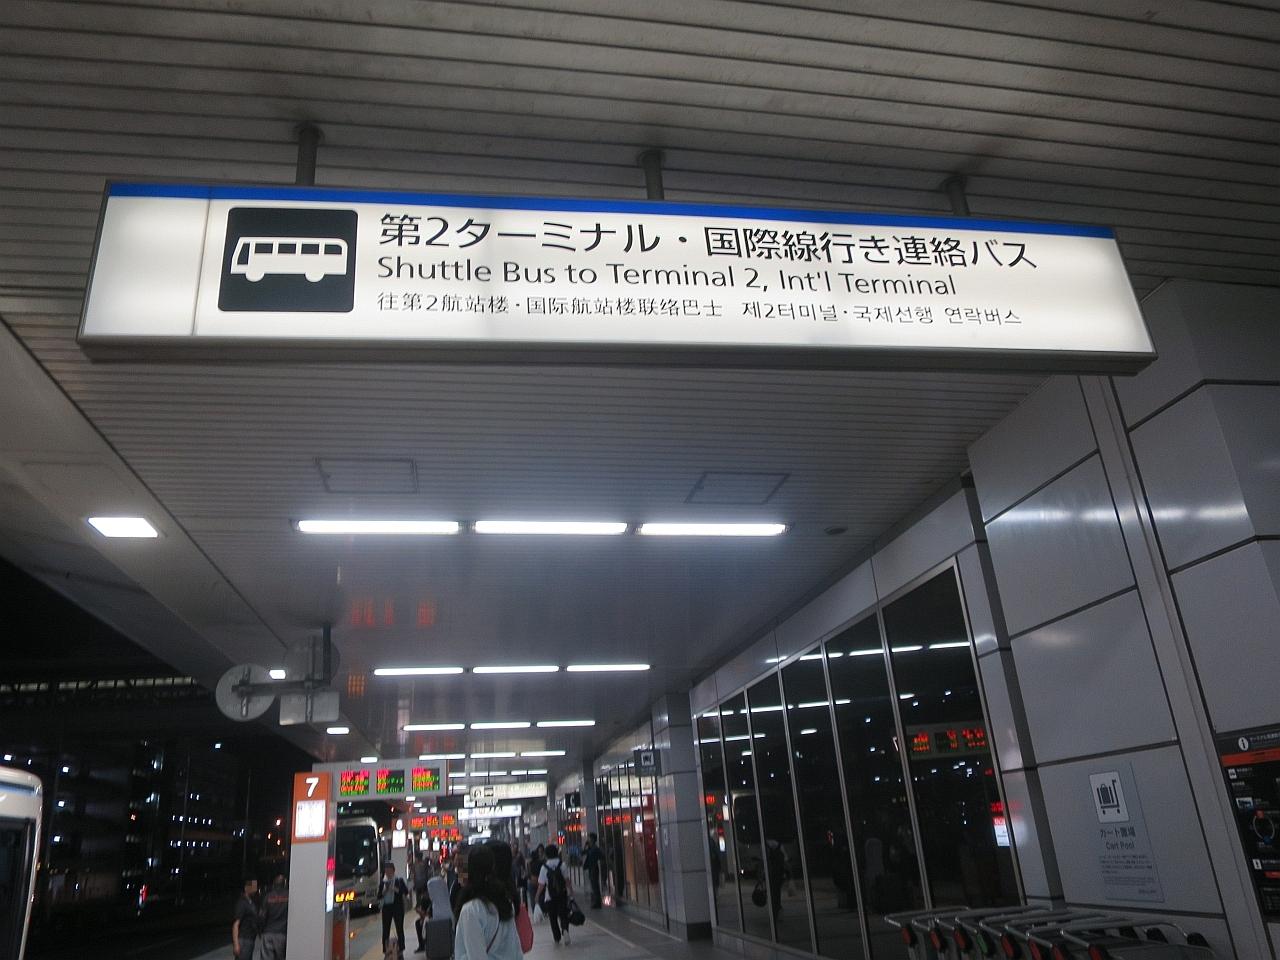 第2ターミナル・国際線行き連絡バス
Shuttle Bus to Terminal 2, Int'l Terminal
往第2航站楼・国际航站楼联络巴士 제2터미널・국제선행 연락버스
7
カート置場
Cart Pool